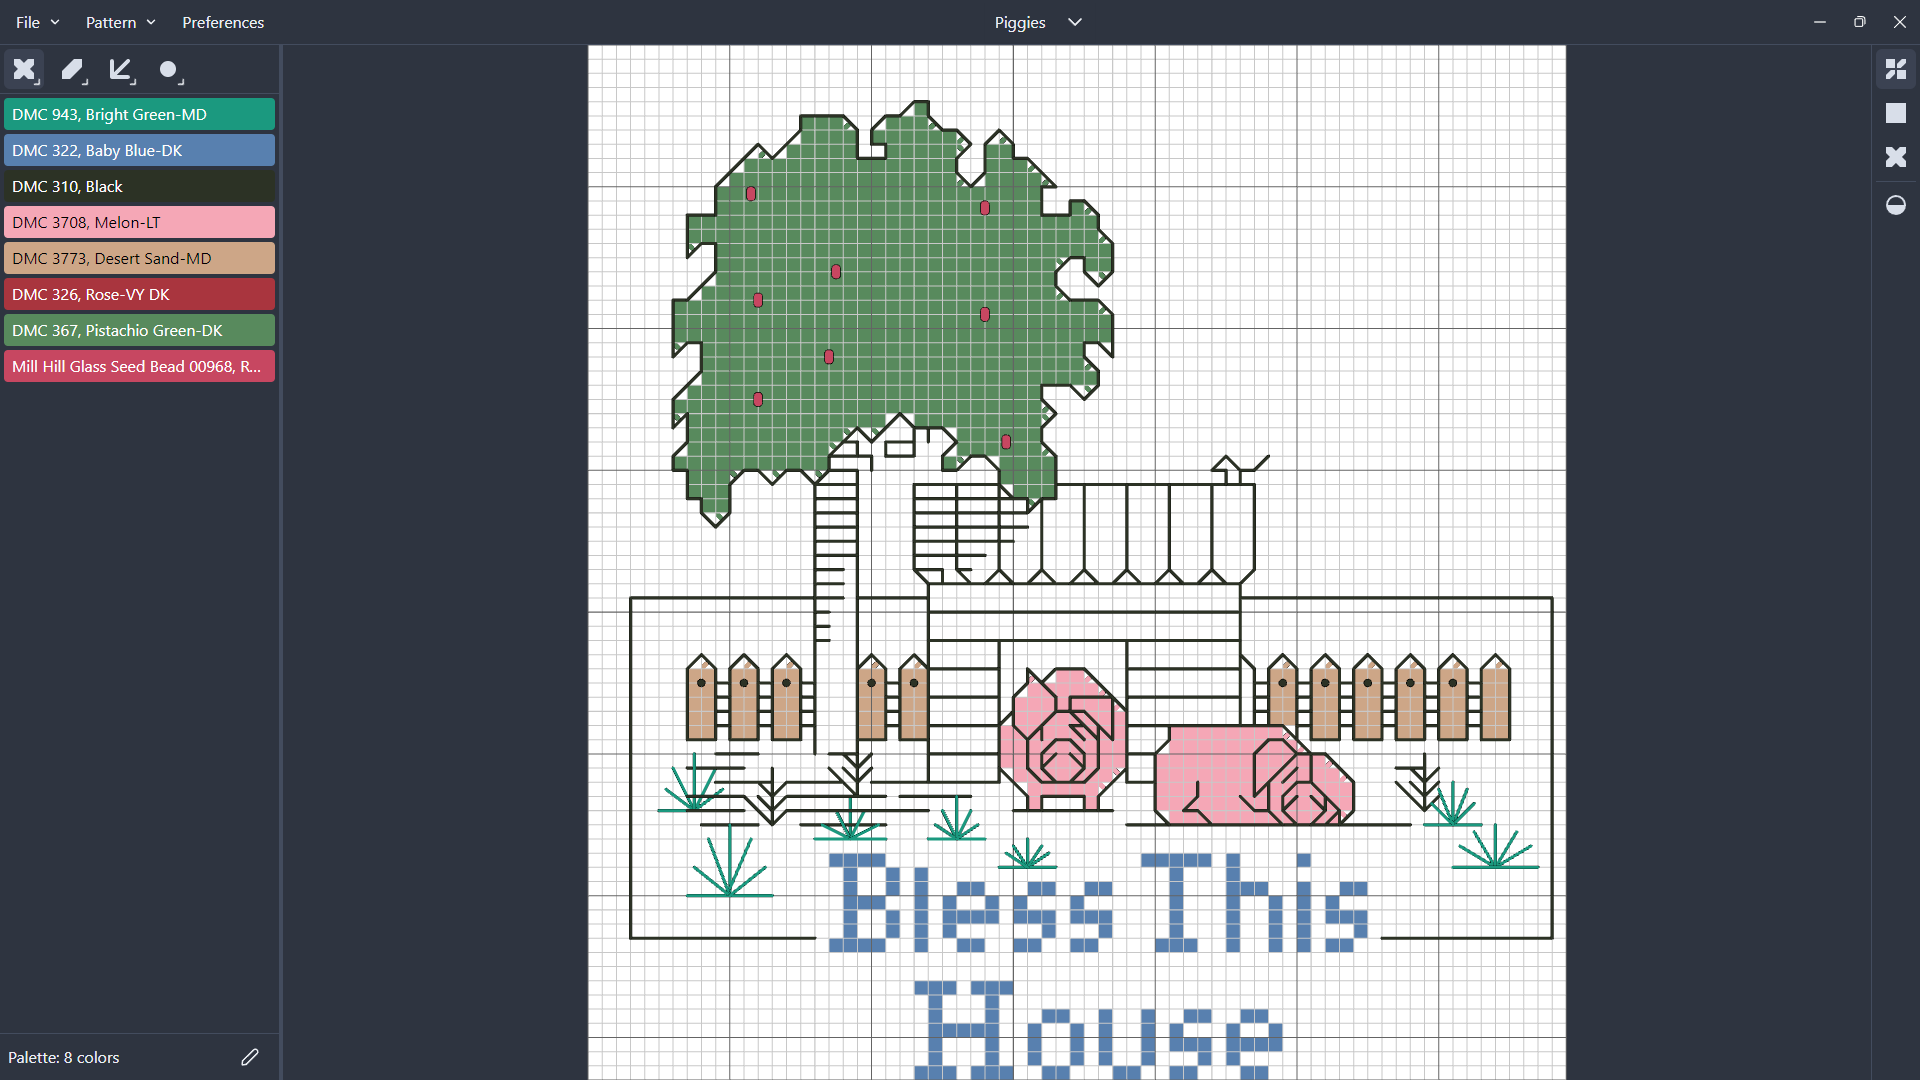 File Pattern Preferences Piggies
DMC 943, Bright Green-MD
DMC 322, Baby Blue-DK
DMC 310, Black
DMC 3708, Melon-LT
DMC 3773, Desert Sand-MD
DMC 326, Rose-VY DK
DMC 367, Pistachio Green-DK
Mill Hill Glass Seed Bead 00968, R...
Bless This
House
Palette: 8 colors